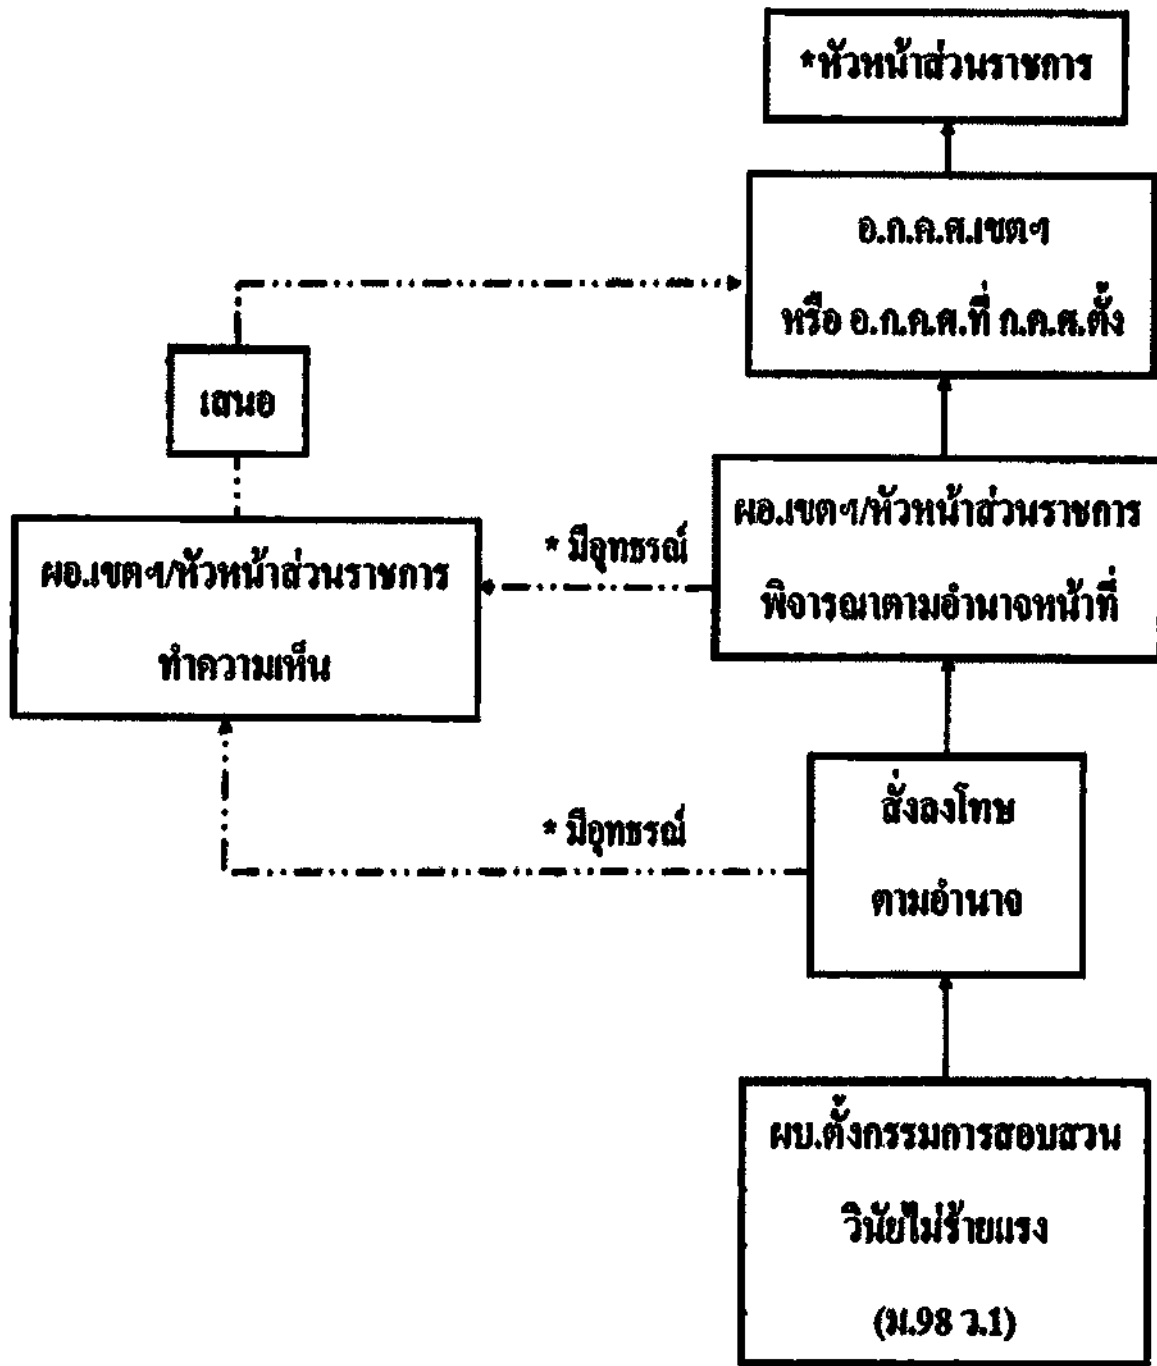 *หัวหน้าส่วนราชการ
อ.ก.ค.ศ.เขตฯ
หรือ อ.ก.ค.ศ.ที่ ก.ค.ศ.ตั้ง
เสนอ
ผอ.เขตฯ/หัวหน้าส่วนราชการ
พิจารณาตามอำนาจหน้าที่
* มีอุทธรณ์
ผอ.เขตฯ/หัวหน้าส่วนราชการ
ทำความเห็น
* มีอุทธรณ์
สั่งลงโทษ
ตามอำนาจ
ผบ.ตั้งกรรมการสอบสวน
วินัยไม่ร้ายแรง
(ม.98 ว.1)